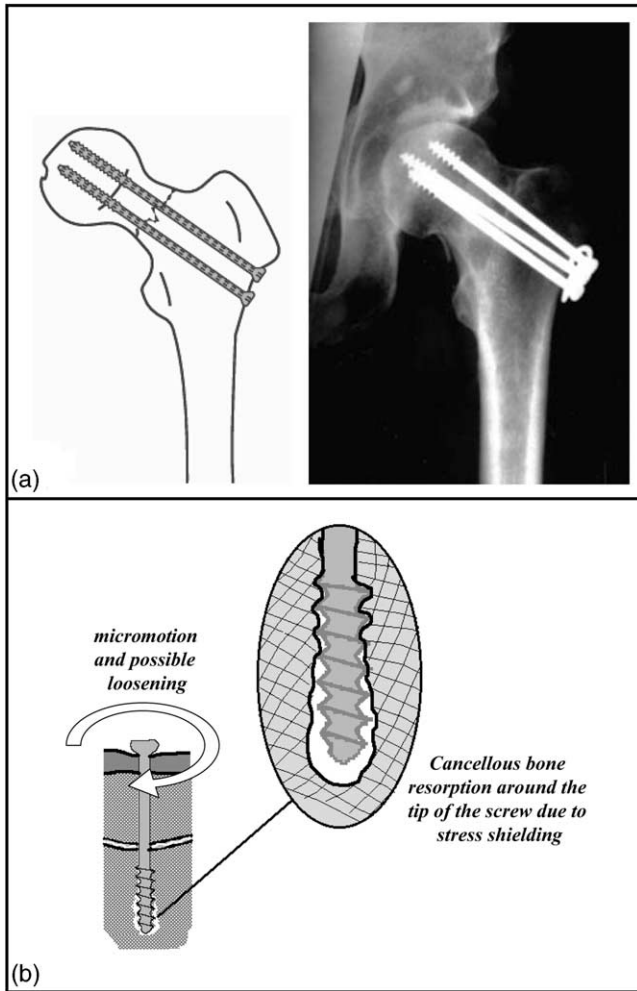 (a)
micromotion
and possible
loosening
Cancellous bone
resorption around the
tip of the screw due to
stress shielding
(b)